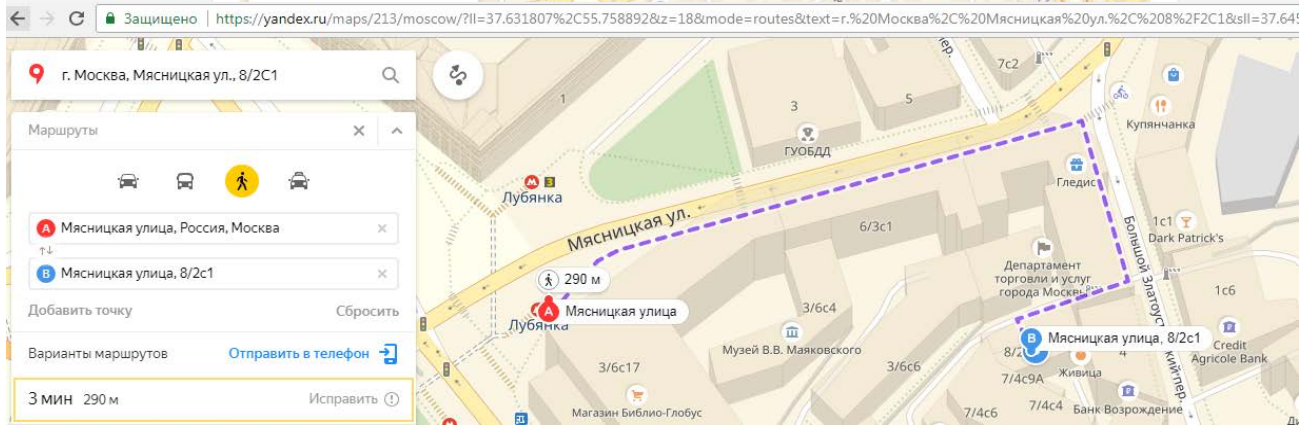 Защищено
https://yandex.ru/maps/213/moscow/?ll=37.631807%2C55.758892&z=18&mode=routes&text=г.%20Москва%2C%20Мясницкая%20ул.%2C%208%2F2C1&sll=37.645
г. Москва, Мясницкая ул., 8/2С1
Маршруты
A Мясницкая улица, Россия, Москва
B Мясницкая улица, 8/2с1
Добавить точку
Сбросить
Варианты маршрутов
Отправить в телефон
3 мин 290 м
Исправить
7с2
1
3
5
ГУОБДД
Купянчанка
М 3
Лубянка
Гледис
Мясницкая ул.
6/3с1
1с1
Dark Patrick's
Большой Златоустинский пер.
Департамент
торговли и услуг
города Москвы
290 м
A Мясницкая улица
Лубянка
3/6с4
1с6
Музей В.В. Маяковского
B Мясницкая улица, 8/2с1
Credit
Agricole Bank
3/6с17
3/6с6
4
Живица
7/4с9А
7/4с4
Банк Возрождение
7/4с6
Магазин Библио-Глобус